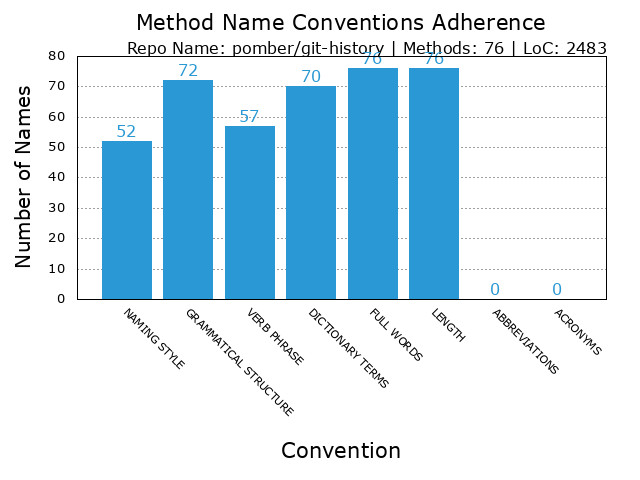 Method Name Conventions Adherence
Repo Name: pomber/git-history | Methods: 76 | LoC: 2483
Number of Names
80
70
60
50
40
30
20
10
0
52
72
57
70
76
76
0
0
NAMING STYLE
GRAMMATICAL STRUCTURE
VERB PHRASE
DICTIONARY TERMS
FULL WORDS
LENGTH
ABBREVIATIONS
ACRONYMS
Convention